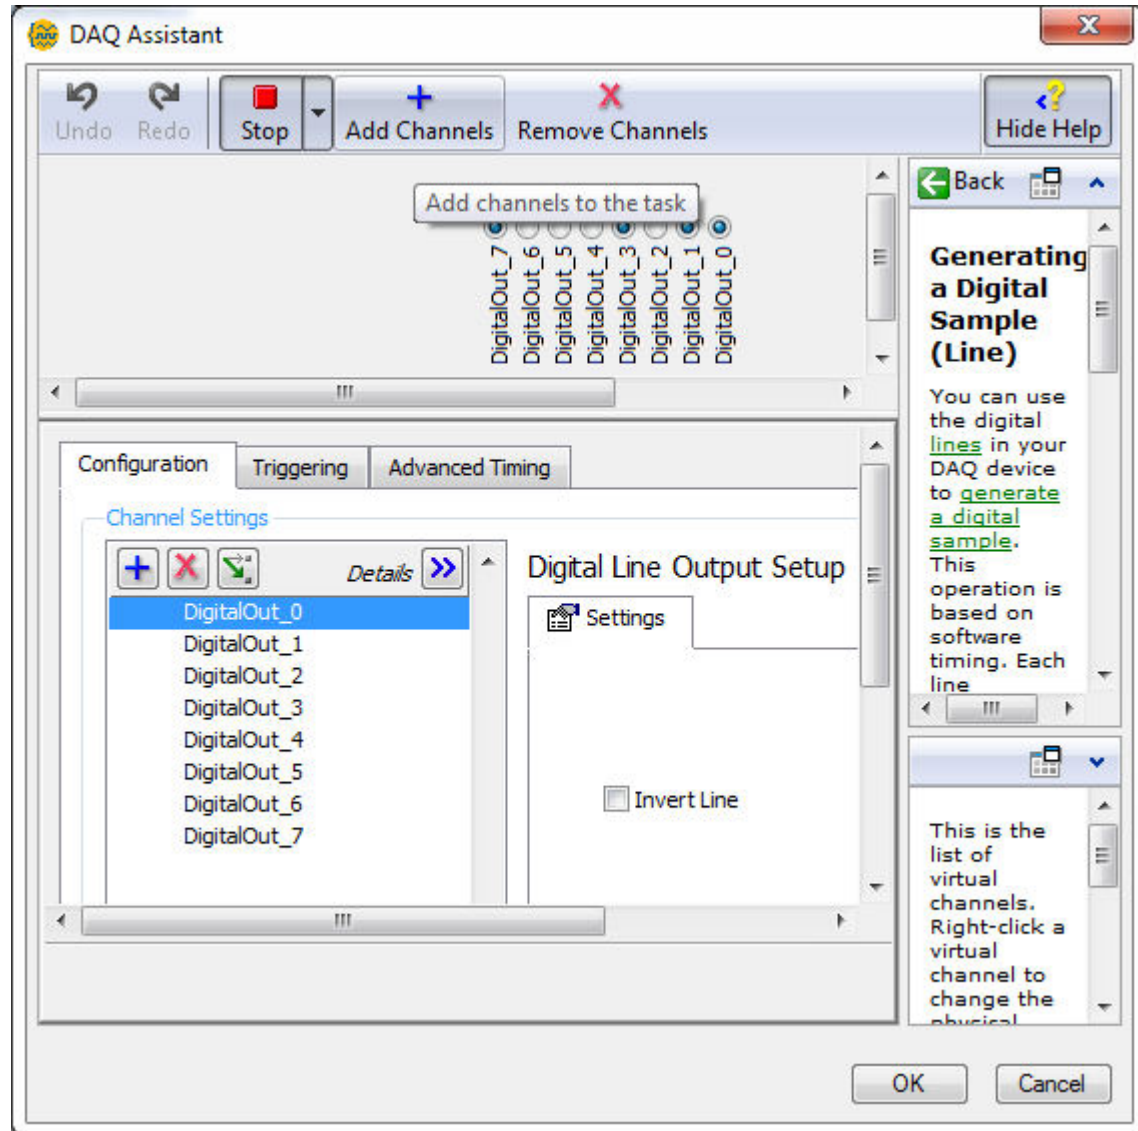 DAQ Assistant
Undo
Redo
Stop
Add Channels
Remove Channels
Hide Help
Add channels to the task
DigitalOut_7
DigitalOut_6
DigitalOut_5
DigitalOut_4
DigitalOut_3
DigitalOut_2
DigitalOut_1
DigitalOut_0
Configuration
Triggering
Advanced Timing
Channel Settings
Details
DigitalOut_0
DigitalOut_1
DigitalOut_2
DigitalOut_3
DigitalOut_4
DigitalOut_5
DigitalOut_6
DigitalOut_7
Digital Line Output Setup
Settings
Invert Line
Back
Generating
a Digital
Sample
(Line)
You can use
the digital
lines in your
DAQ device
to generate
a digital
sample.
This
operation is
based on
software
timing. Each
line
This is the
list of
virtual
channels.
Right-click a
virtual
channel to
change the
physical
OK
Cancel